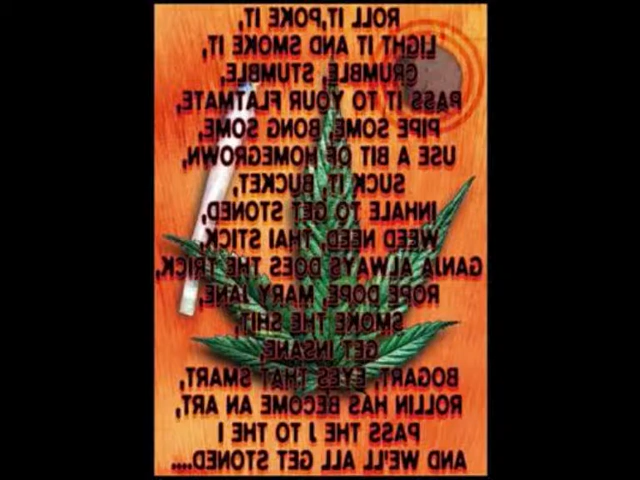 ROLL IT,POKE IT,
LIGHT IT AND SMOKE IT,
CRUMBLE, STUMBLE,
PASS IT TO YOUR FLATMATE,
PIPE SOME, BONG SOME,
USE A BIT OF HOMEGROWN,
SUCK IT, BUCKET,
INHALE TO GET STONED,
WEED NEED, THAI STICK,
GANJA ALWAYS DOES THE TRICK,
ROPE DOPE, MARY JANE,
SMOKE THE SHIT,
GET INSANE,
BOGART, EYES THAT SMART,
ROLLIN HAS BECOME AN ART,
PASS THE J TO THE I
AND WE'LL ALL GET STONED....